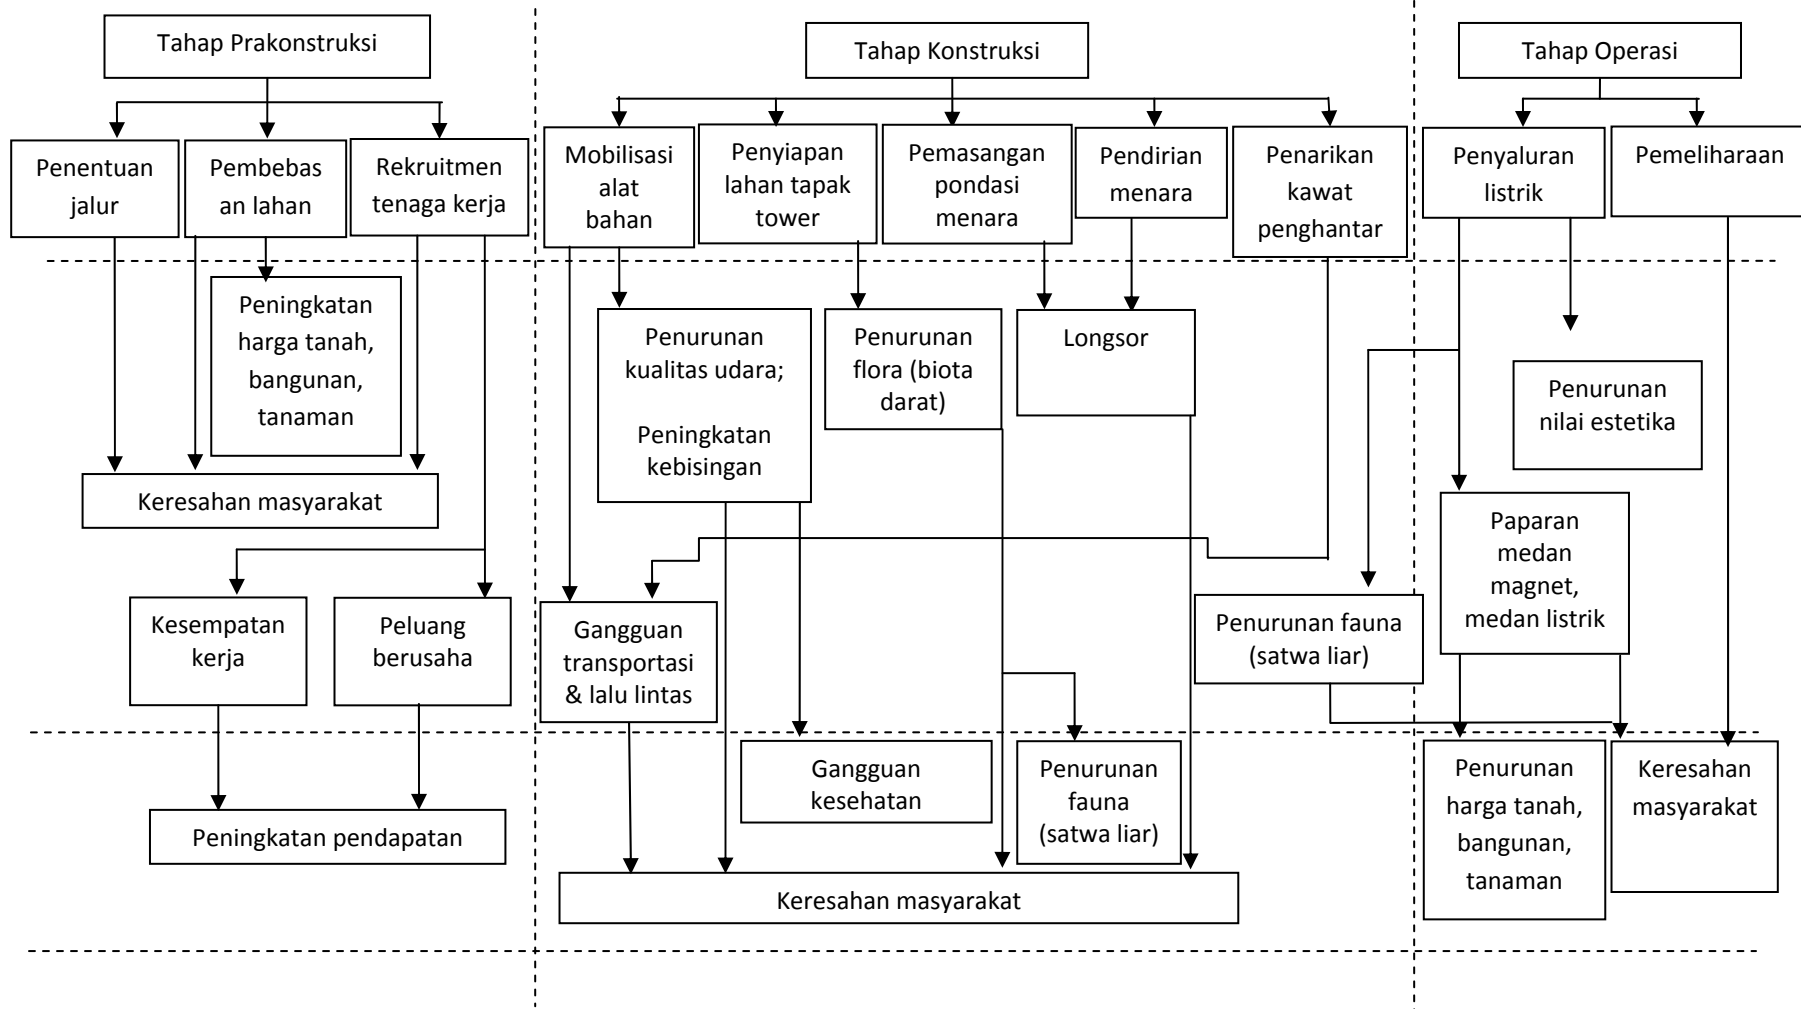 Tahap Prakonstruksi
Tahap Konstruksi
Tahap Operasi
Penentuan
jalur
Pembebas
an lahan
Rekruitmen
tenaga kerja
Mobilisasi
alat
bahan
Penyiapan
lahan tapak
tower
Pemasangan
pondasi
menara
Pendirian
menara
Penarikan
kawat
penghantar
Penyaluran
listrik
Pemeliharaan
Peningkatan
harga tanah,
bangunan,
tanaman
Penurunan
kualitas udara;
Peningkatan
kebisingan
Penurunan
flora (biota
darat)
Longsor
Penurunan
nilai estetika
Keresahan masyarakat
Paparan
medan
magnet,
medan listrik
Kesempatan
kerja
Peluang
berusaha
Gangguan
transportasi
& lalu lintas
Penurunan fauna
(satwa liar)
Gangguan
kesehatan
Penurunan
fauna
(satwa liar)
Penurunan
harga tanah,
bangunan,
tanaman
Keresahan
masyarakat
Peningkatan pendapatan
Keresahan masyarakat